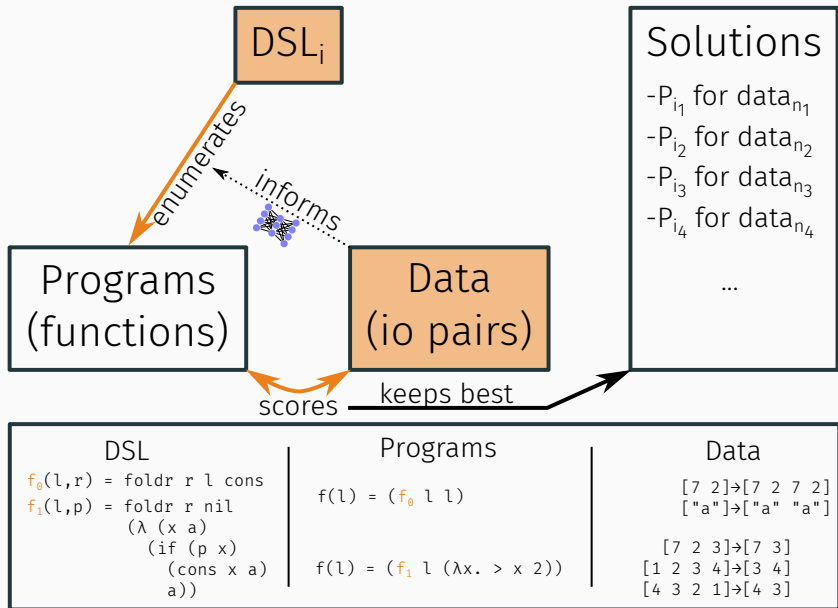 DSLᵢ
enumerates
informs
Programs
(functions)
Data
(io pairs)
scores
keeps best
Solutions
-Pᵢ₁ for dataₙ₁
-Pᵢ₂ for dataₙ₂
-Pᵢ₃ for dataₙ₃
-Pᵢ₄ for dataₙ₄
...
DSL
f₀(l,r) = foldr r l cons
f₁(l,p) = foldr r nil
(λ (x a)
(if (p x)
(cons x a)
a))
Programs
f(l) = (f₀ l l)
f(l) = (f₁ l (λx. > x 2))
Data
[7 2]→[7 2 7 2]
["a"]→["a" "a"]
[7 2 3]→[7 3]
[1 2 3 4]→[3 4]
[4 3 2 1]→[4 3]